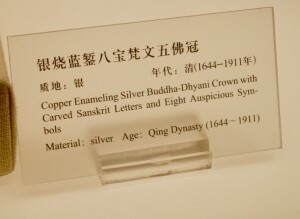 银烧蓝錾八宝梵文五佛冠
质地：银 年代：清(1644-1911年)
Copper Enameling Silver Buddha-Dhyani Crown with
Carved Sanskrit Letters and Eight Auspicious Sym-
bols
Material: silver Age: Qing Dynasty (1644~1911)